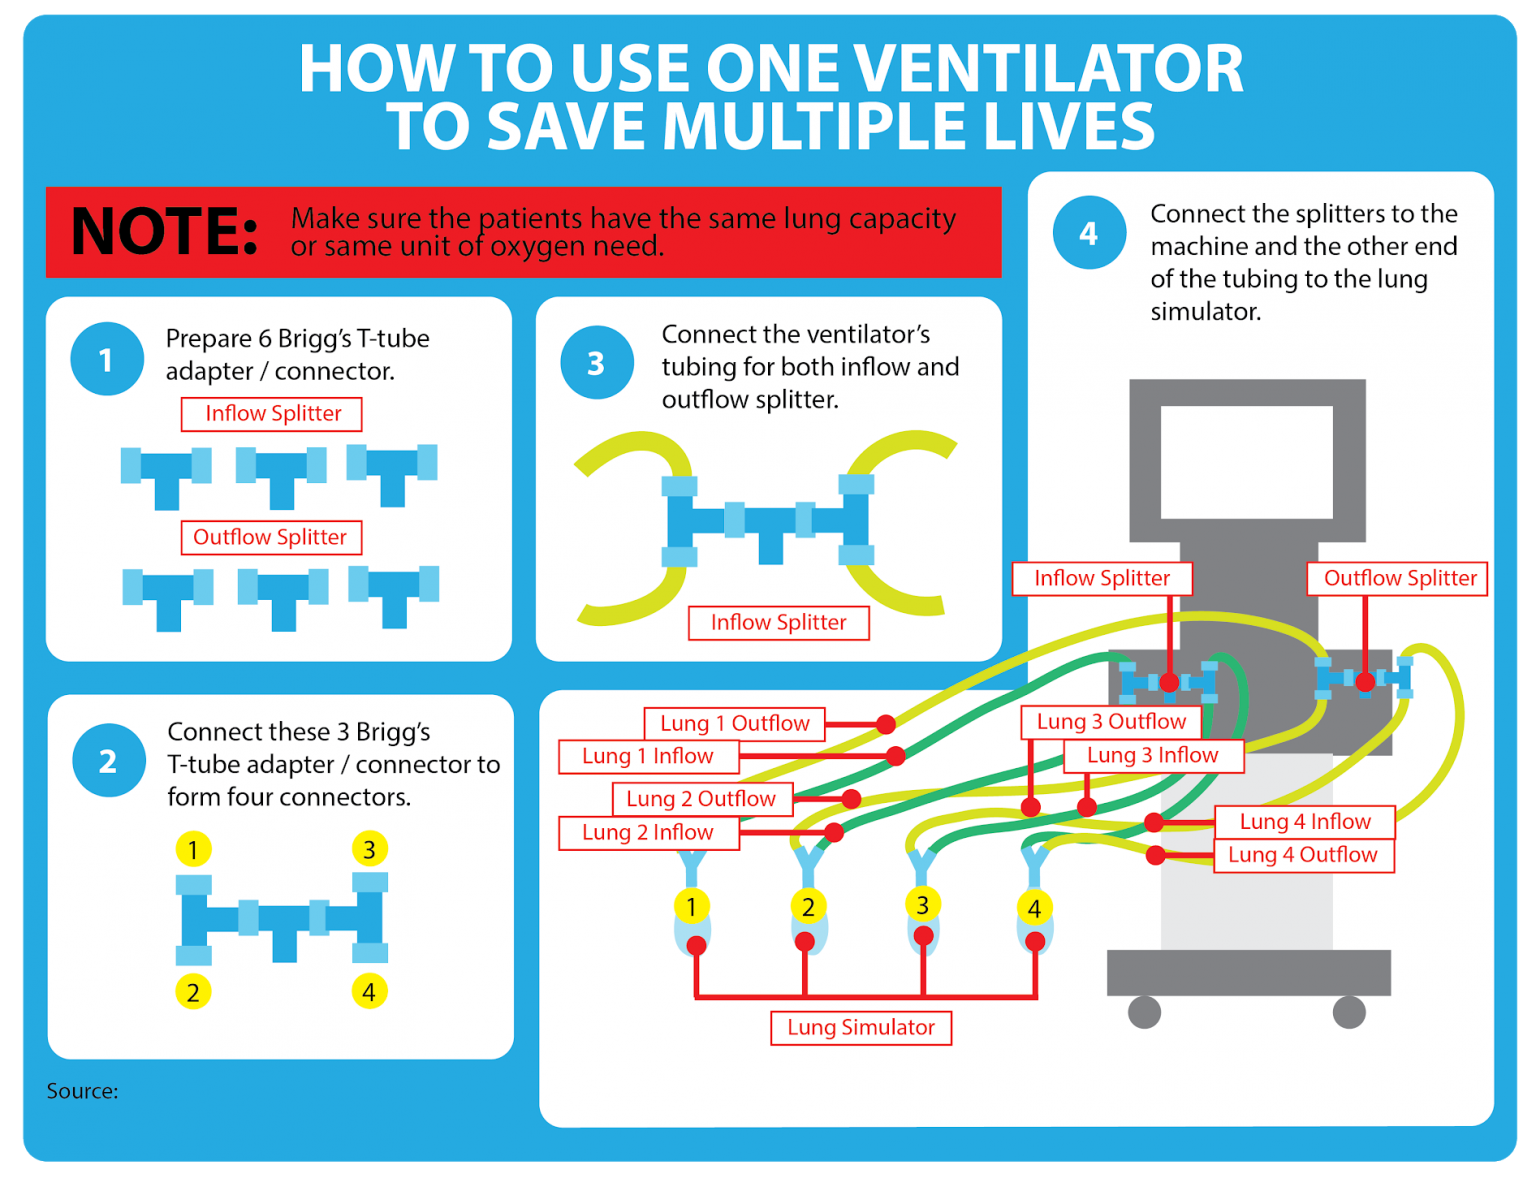 HOW TO USE ONE VENTILATOR
TO SAVE MULTIPLE LIVES
NOTE:
Make sure the patients have the same lung capacity
or same unit of oxygen need.
1
Prepare 6 Brigg's T-tube
adapter / connector.
Inflow Splitter
Outflow Splitter
2
Connect these 3 Brigg's
T-tube adapter / connector to
form four connectors.
1
3
2
4
3
Connect the ventilator's
tubing for both inflow and
outflow splitter.
Inflow Splitter
4
Connect the splitters to the
machine and the other end
of the tubing to the lung
simulator.
Inflow Splitter
Outflow Splitter
Lung 1 Outflow
Lung 1 Inflow
Lung 2 Outflow
Lung 2 Inflow
Lung 3 Outflow
Lung 3 Inflow
Lung 4 Inflow
Lung 4 Outflow
1
2
3
4
Lung Simulator
Source: